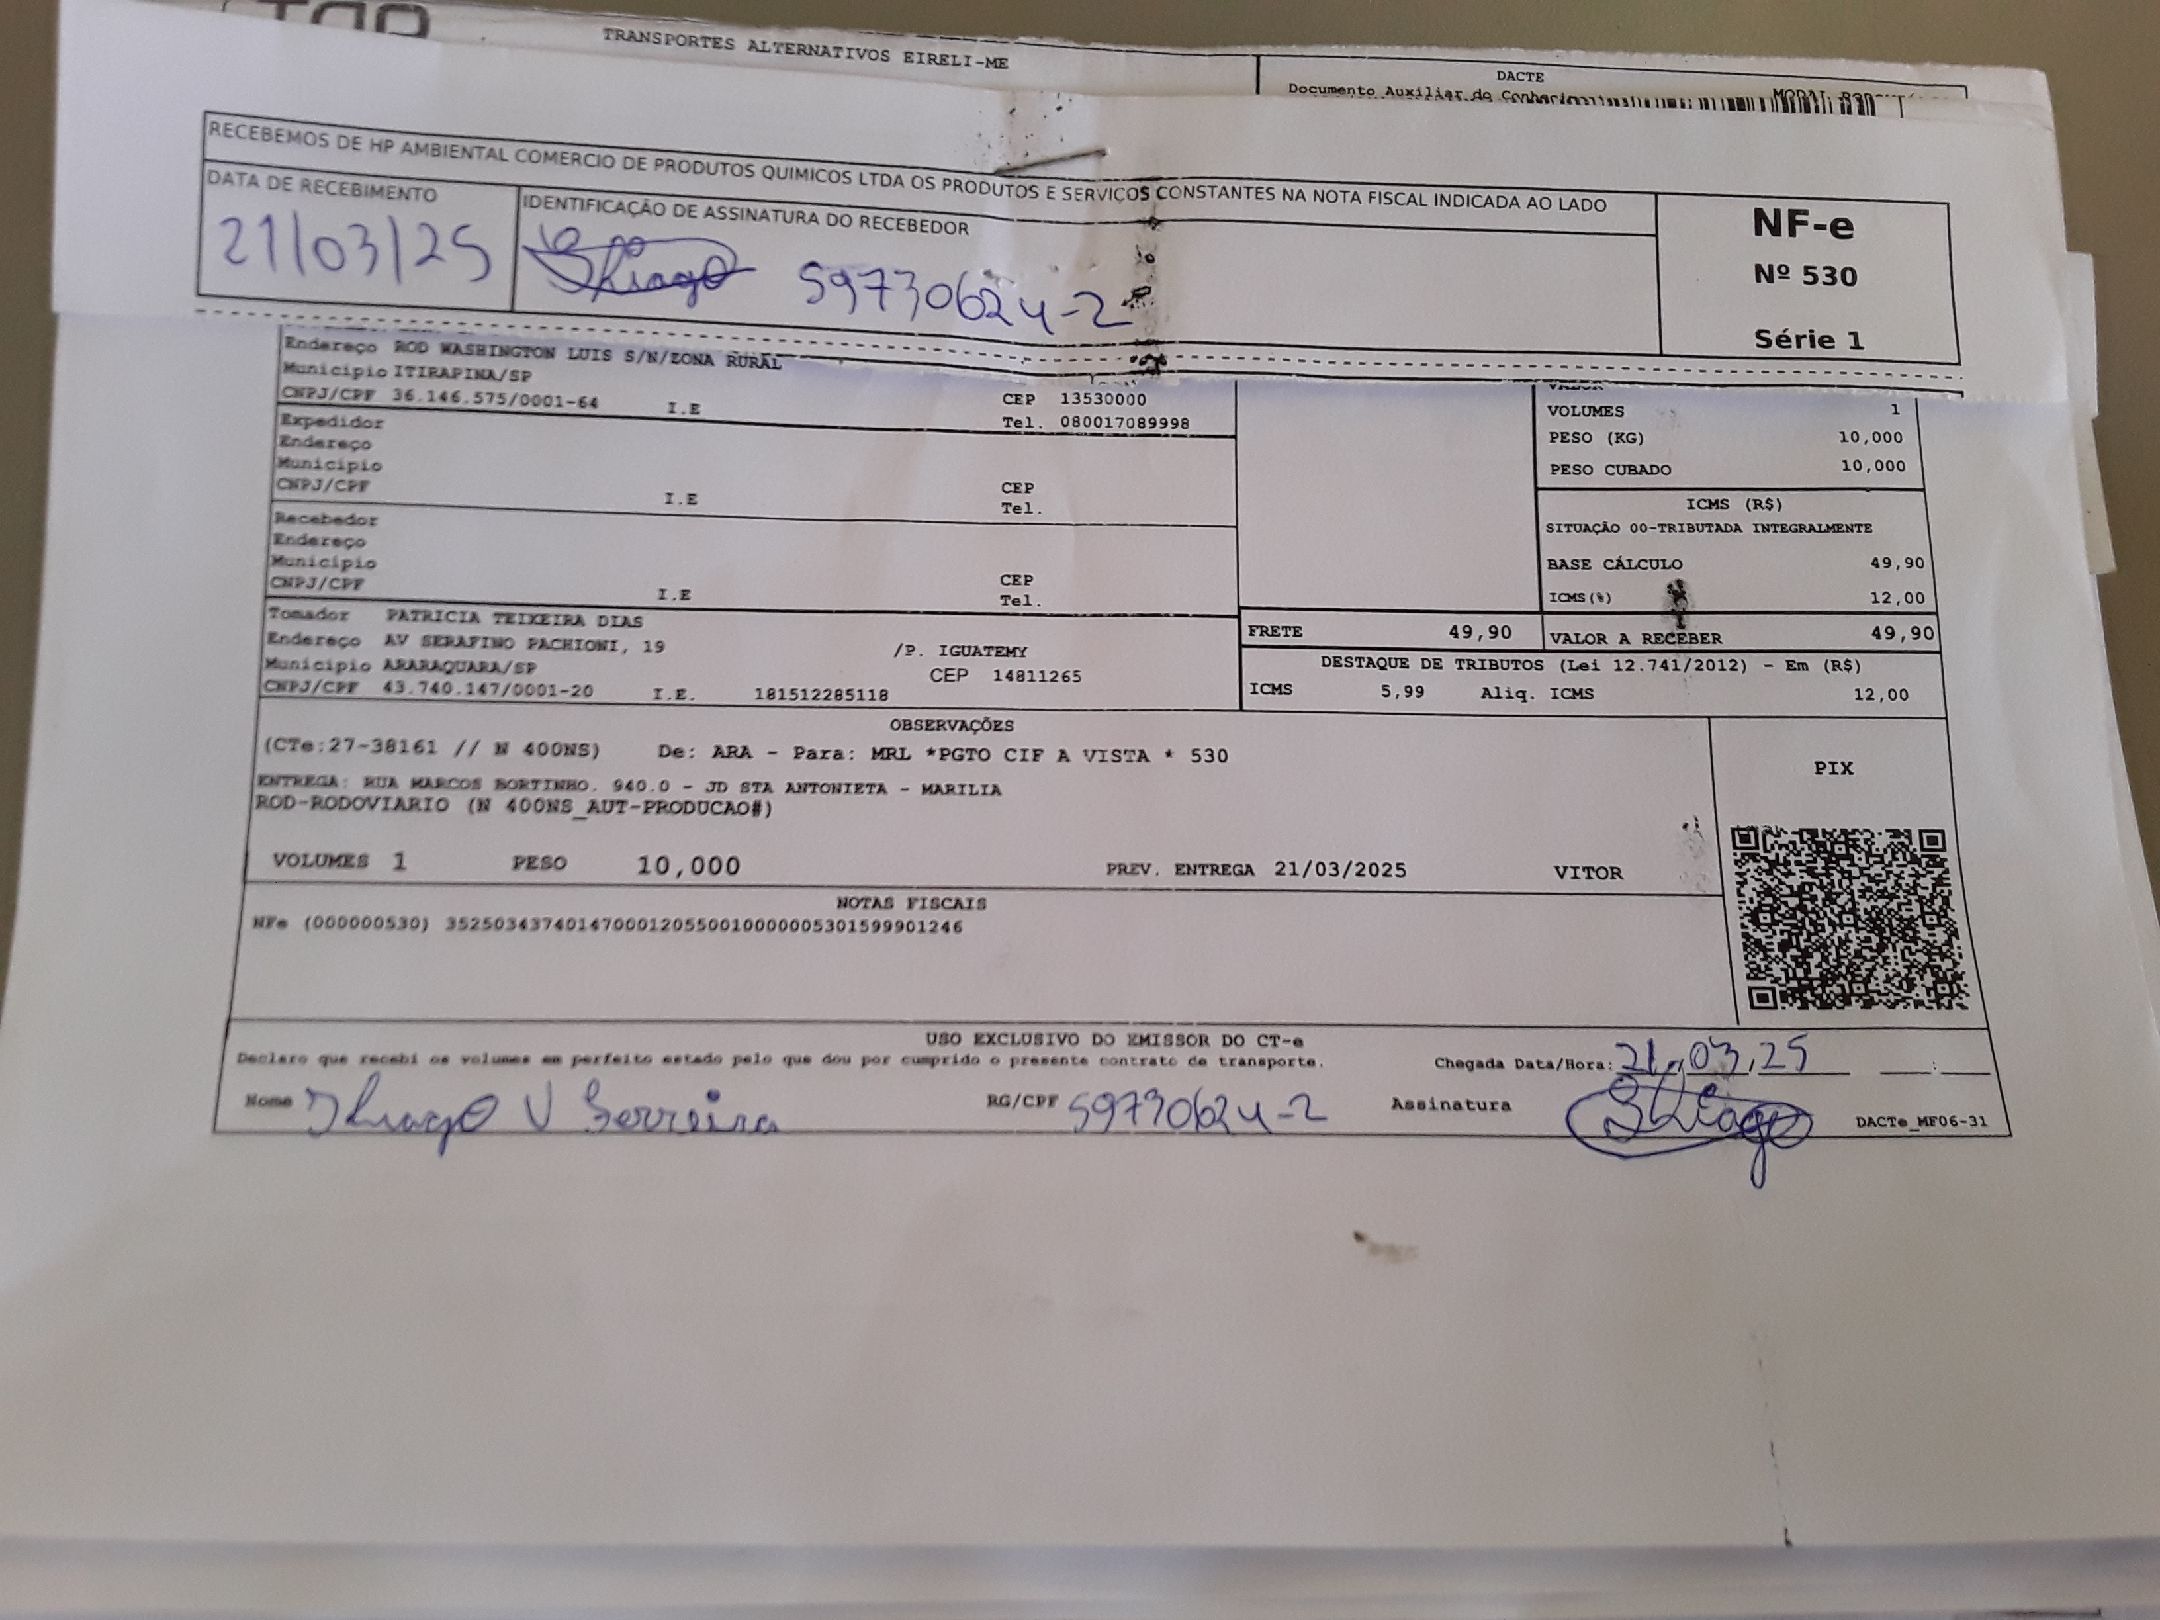 TRANSPORTES ALTERNATIVOS EIRELI-ME
DACTE
Documento Auxiliar do
RECEBEMOS DE HP AMBIENTAL COMERCIO DE PRODUTOS QUIMICOS LTDA OS PRODUTOS E SERVIÇOS CONSTANTES NA NOTA FISCAL INDICADA AO LADO
NF-e
Nº 530
Série 1
DATA DE RECEBIMENTO
21/03/25
IDENTIFICAÇÃO DE ASSINATURA DO RECEBEDOR
Thiago 59730624-2
Endereço ROD WASHINGTON LUIS S/N/ZONA RURAL
Municipio ITIRAPINA/SP
CEP 13530000
CNPJ/CPF 36.146.575/0001-64 I.E
Tel. 080017089998
Expedidor
Endereço
Municipio
CEP
CNPJ/CPF I.E
Tel.
Recebedor
Endereço
Municipio
CEP
CNPJ/CPF I.E
Tel.
VOLUMES 1
PESO (KG) 10,000
PESO CUBADO 10,000
ICMS (R$)
SITUAÇÃO 00-TRIBUTADA INTEGRALMENTE
BASE CÁLCULO 49,90
ICMS(%) 12,00
Tomador PATRICIA TEIXEIRA DIAS
Endereço AV SERAFINO PACHIONI, 19 /P. IGUATEMY
Municipio ARARAQUARA/SP CEP 14811265
CNPJ/CPF 43.740.147/0001-20 I.E. 181512285118
FRETE 49,90 VALOR A RECEBER 49,90
DESTAQUE DE TRIBUTOS (Lei 12.741/2012) - Em (R$)
ICMS 5,99 Aliq. ICMS 12,00
OBSERVAÇÕES
(CTe:27-38161 // N 400NS) De: ARA - Para: MRL *PGTO CIF A VISTA * 530
ENTREGA: RUA MARCOS BORTINHO. 940.0 - JD STA ANTONIETA - MARILIA
ROD-RODOVIARIO (N 400NS_AUT-PRODUCAO#)
VOLUMES 1 PESO 10,000 PREV. ENTREGA 21/03/2025 VITOR
PIX
NOTAS FISCAIS
NFe (000000530) 35250343740147000120550010000005301599901246
USO EXCLUSIVO DO EMISSOR DO CT-e
Declaro que recebi os volumes em perfeito estado pelo que dou por cumprido o presente contrato de transporte.
Chegada Data/Hora: 21,03,25 __:__
Nome Thiago V Ferreira RG/CPF 59730624-2 Assinatura Thiago
DACTe_MF06-31